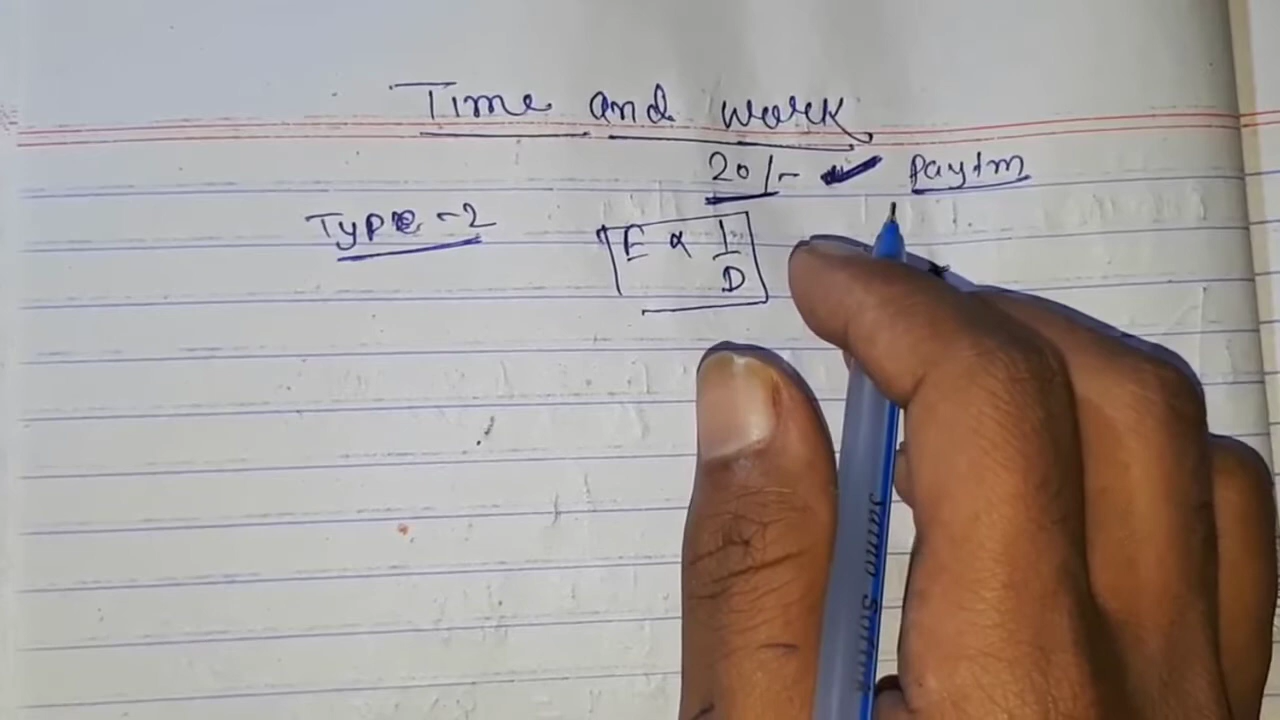 Time and work
20/- ✔ Paytm
Type-2
E ∝ 1/D